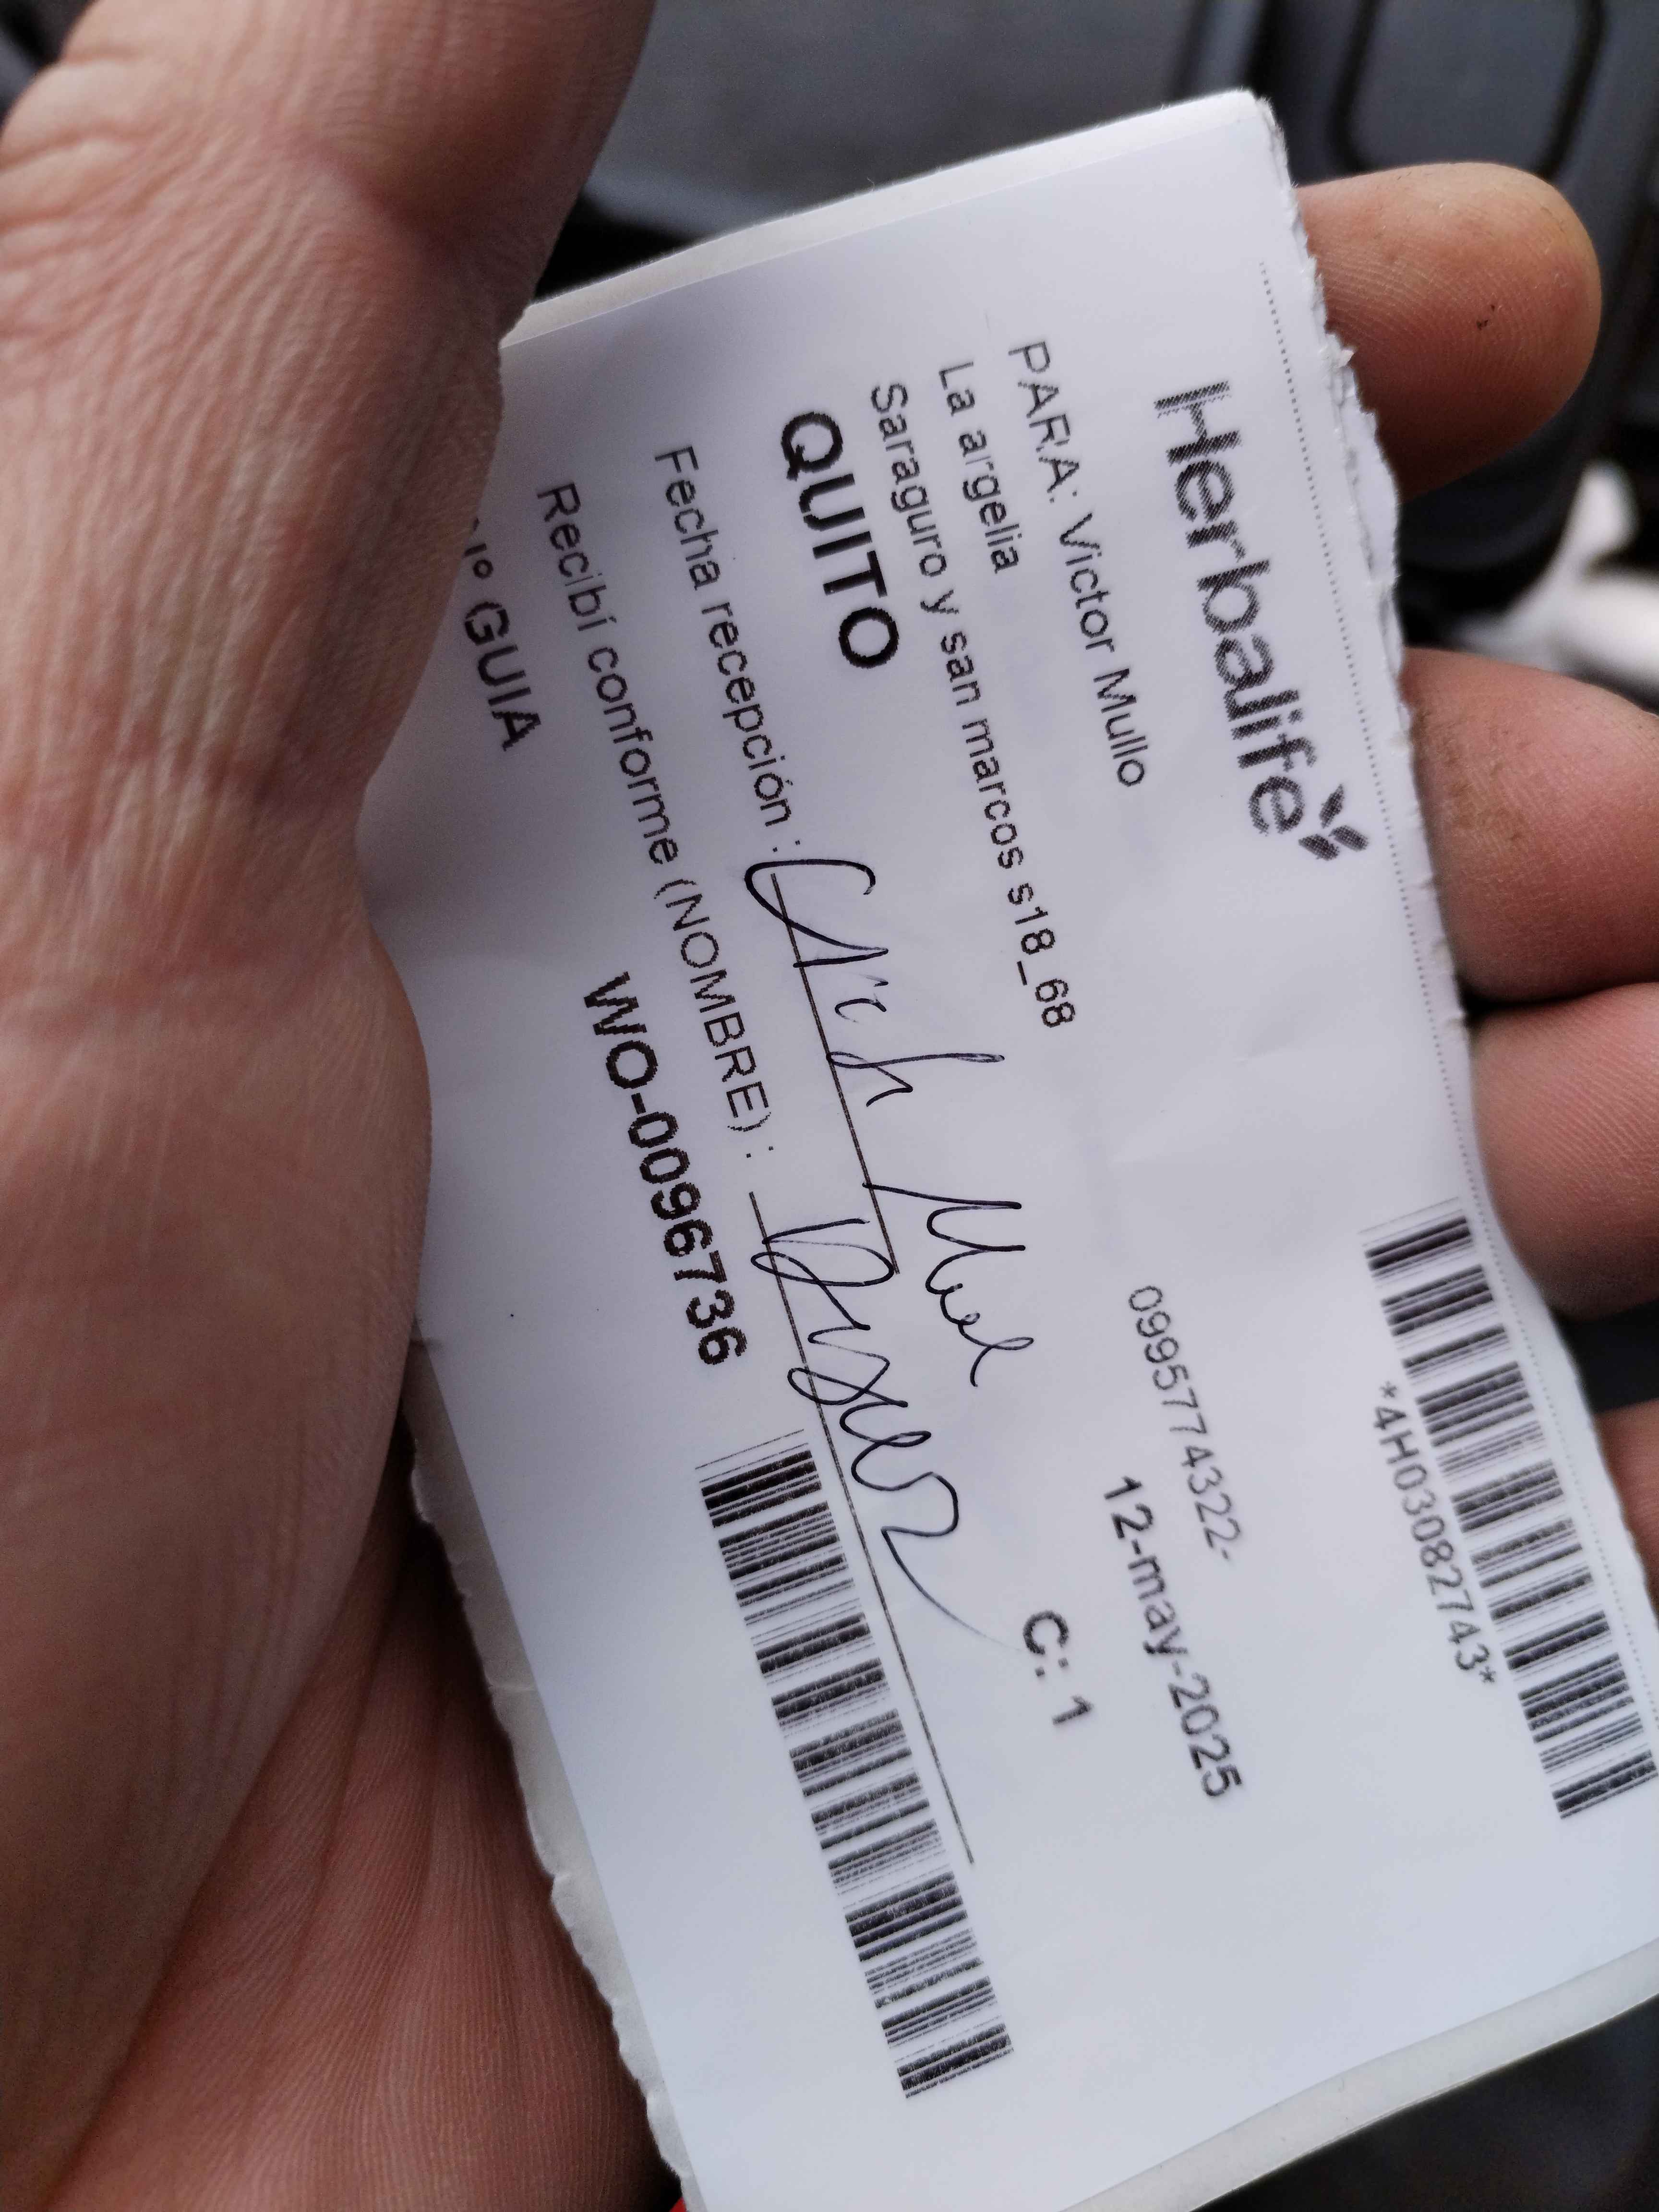 Herbalife
*4H03082743*
PARA: Victor Mullo
0995774322-
La argelia
12-may-2025
Saraguro y san marcos s18_68
QUITO
C: 1
Fecha recepción :
Recibí conforme (NOMBRE) :
Nº GUIA
WO-0096736